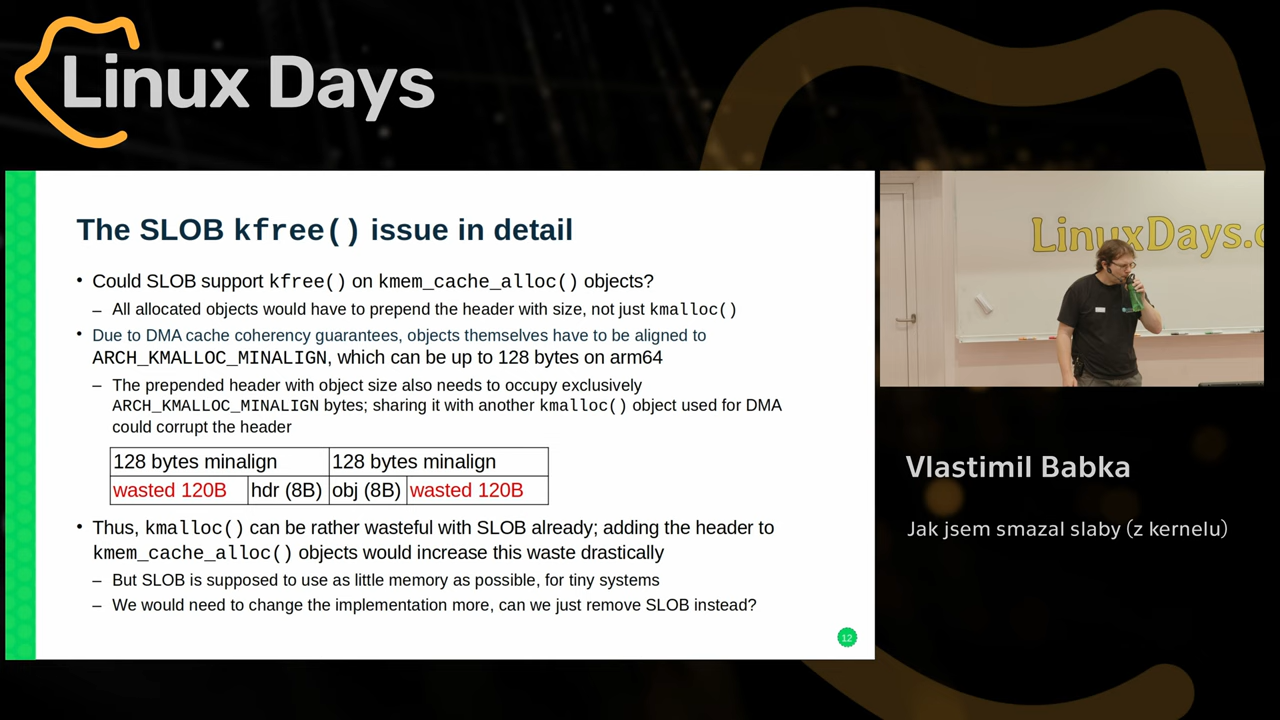 Linux Days
The SLOB kfree() issue in detail
• Could SLOB support kfree() on kmem_cache_alloc() objects?
– All allocated objects would have to prepend the header with size, not just kmalloc()
• Due to DMA cache coherency guarantees, objects themselves have to be aligned to
ARCH_KMALLOC_MINALIGN, which can be up to 128 bytes on arm64
– The prepended header with object size also needs to occupy exclusively
ARCH_KMALLOC_MINALIGN bytes; sharing it with another kmalloc() object used for DMA
could corrupt the header
128 bytes minalign 128 bytes minalign
wasted 120B hdr (8B) obj (8B) wasted 120B
• Thus, kmalloc() can be rather wasteful with SLOB already; adding the header to
kmem_cache_alloc() objects would increase this waste drastically
– But SLOB is supposed to use as little memory as possible, for tiny systems
– We would need to change the implementation more, can we just remove SLOB instead?
12
LinuxDays.c
Vlastimil Babka
Jak jsem smazal slaby (z kernelu)